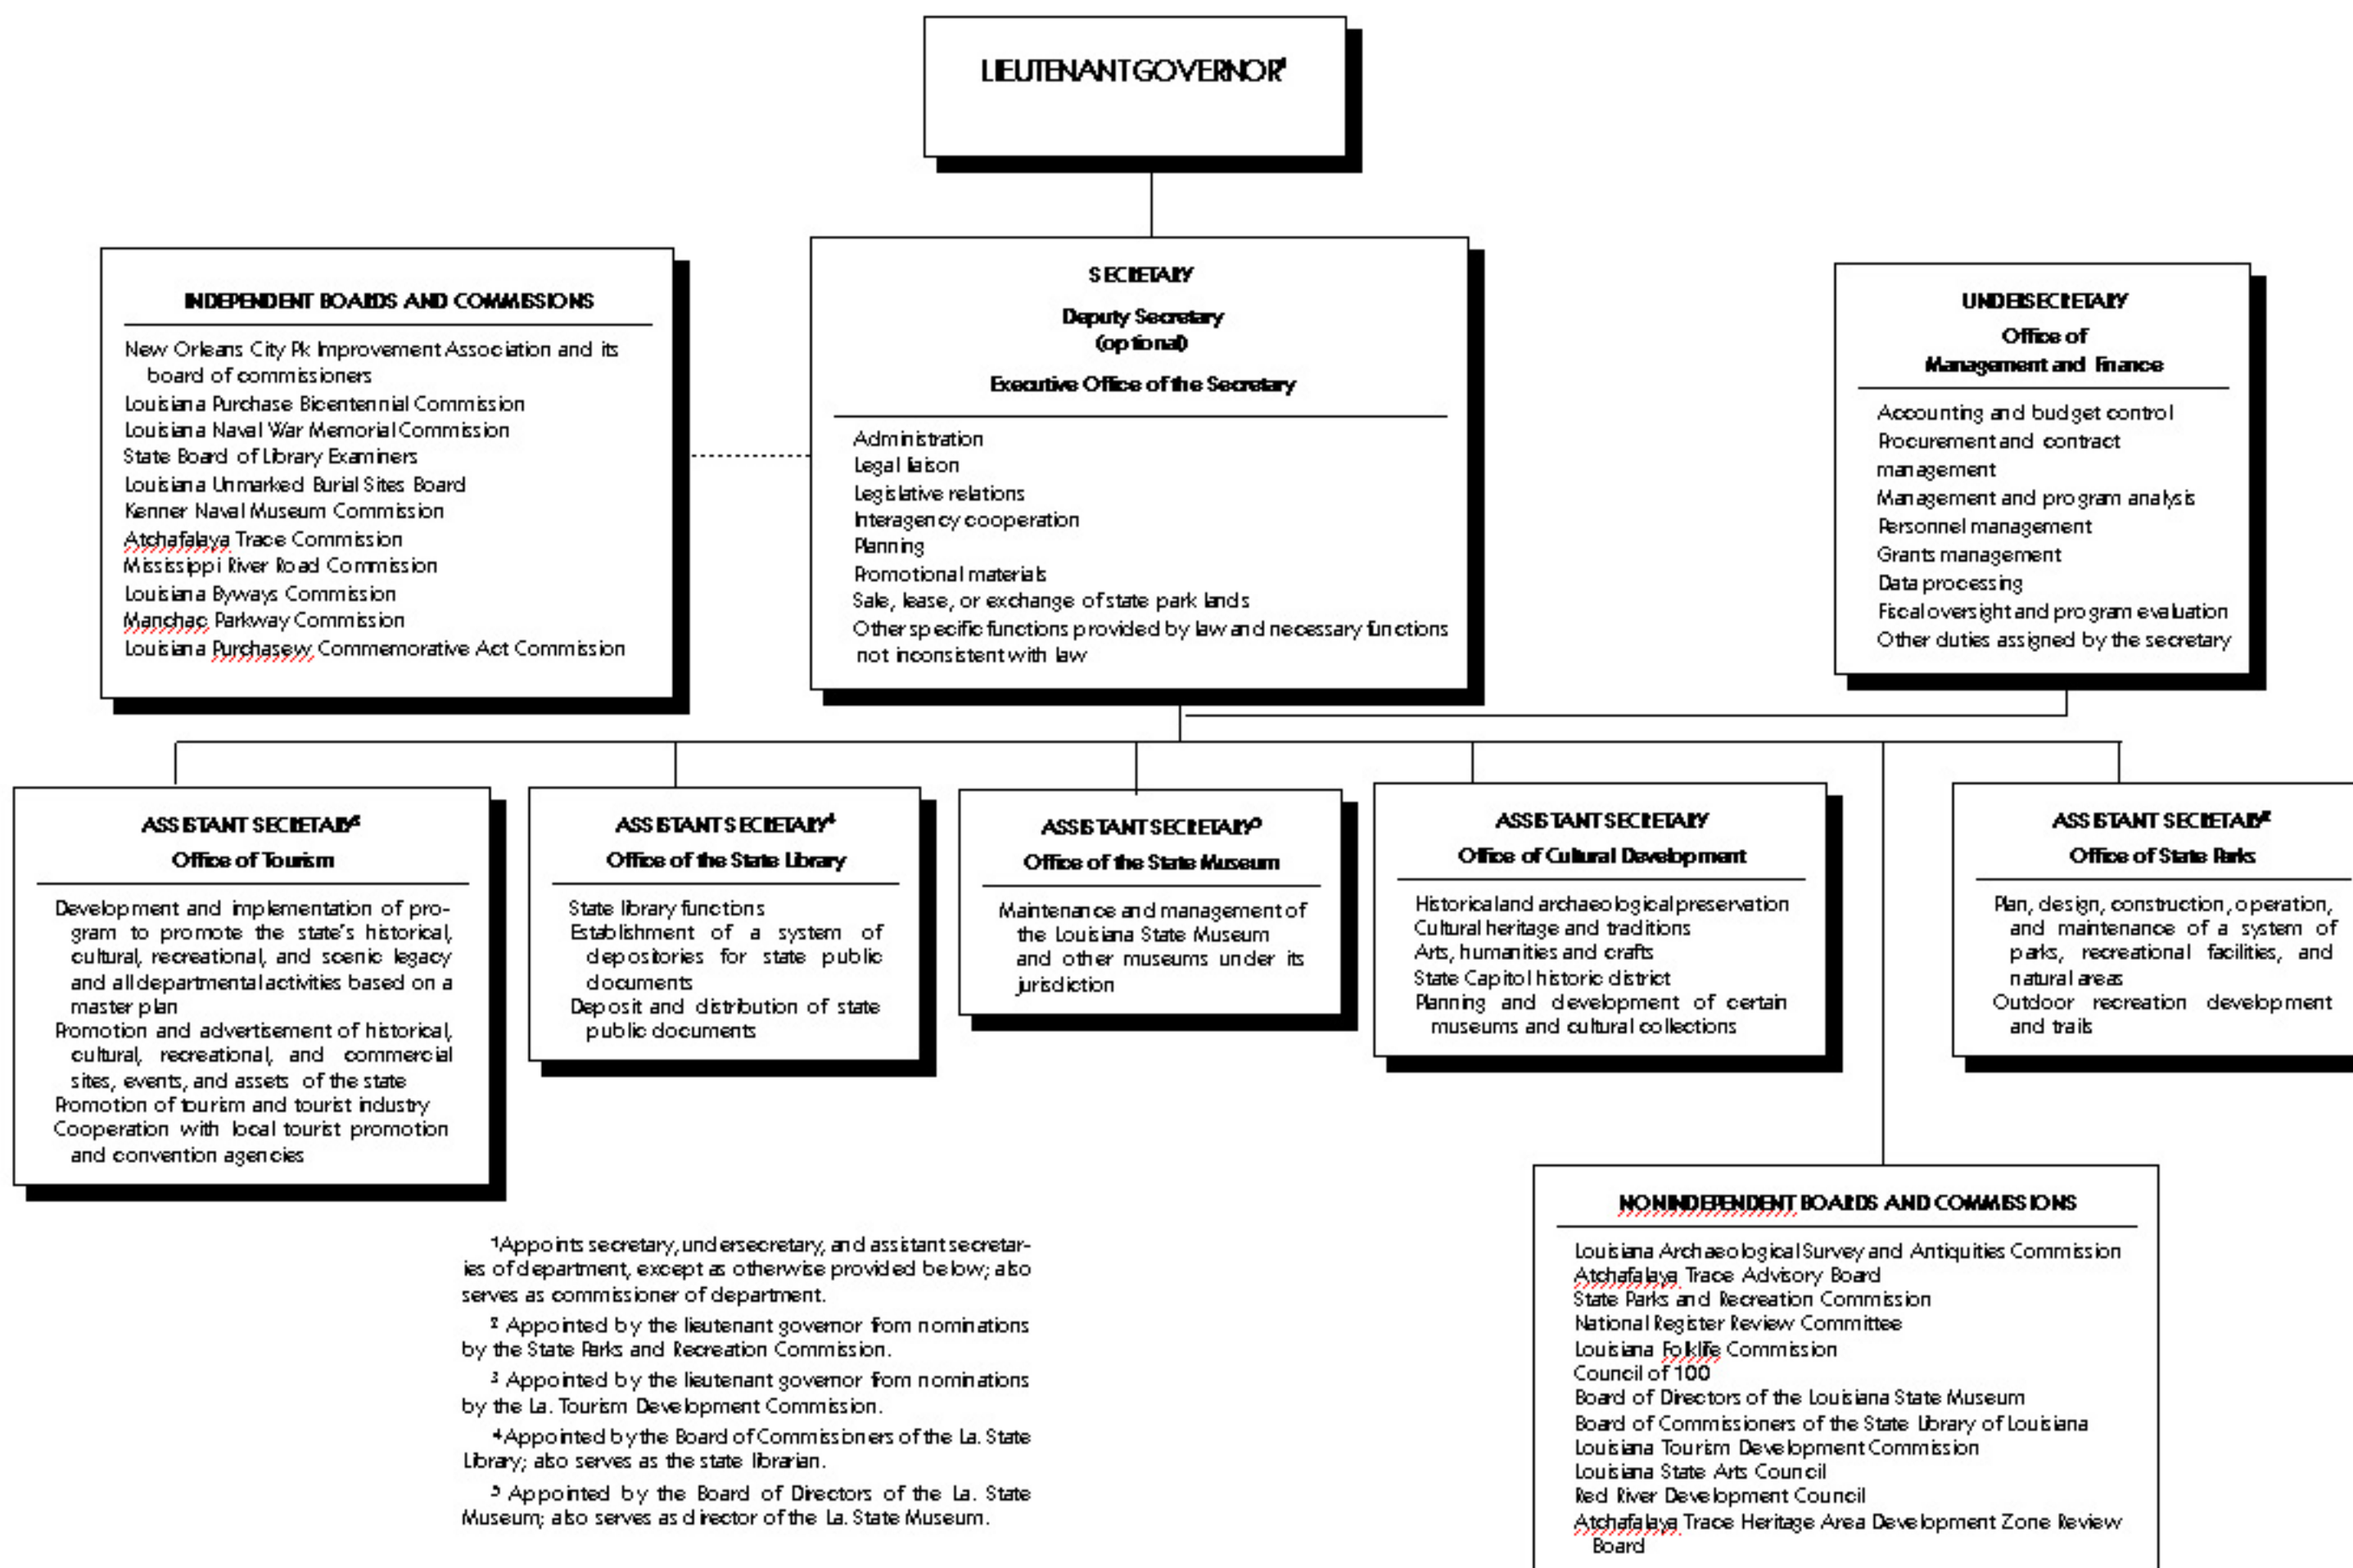 LIEUTENANT GOVERNOR¹
INDEPENDENT BOARDS AND COMMISSIONS
New Orleans City Pk Improvement Association and its
board of commissioners
Louisiana Purchase Bicentennial Commission
Louisiana Naval War Memorial Commission
State Board of Library Examiners
Louisiana Unmarked Burial Sites Board
Kenner Naval Museum Commission
Atchafalaya Trace Commission
Mississippi River Road Commission
Louisiana Byways Commission
Manchac Parkway Commission
Louisiana Purchasew Commemorative Act Commission
SECRETARY
Deputy Secretary
(optional)
Executive Office of the Secretary
Administration
Legal liaison
Legislative relations
Interagency cooperation
Planning
Promotional materials
Sale, lease, or exchange of state park lands
Other specific functions provided by law and necessary functions
not inconsistent with law
UNDERSECRETARY
Office of
Management and Finance
Accounting and budget control
Procurement and contract
management
Management and program analysis
Personnel management
Grants management
Data processing
Fiscal oversight and program evaluation
Other duties assigned by the secretary
ASSISTANT SECRETARY³
Office of Tourism
Development and implementation of pro-
gram to promote the state's historical,
cultural, recreational, and scenic legacy
and all departmental activities based on a
master plan
Promotion and advertisement of historical,
cultural, recreational, and commercial
sites, events, and assets of the state
Promotion of tourism and tourist industry
Cooperation with local tourist promotion
and convention agencies
ASSISTANT SECRETARY⁴
Office of the State Library
State library functions
Establishment of a system of
depositories for state public
documents
Deposit and distribution of state
public documents
ASSISTANT SECRETARY⁵
Office of the State Museum
Maintenance and management of
the Louisiana State Museum
and other museums under its
jurisdiction
ASSISTANT SECRETARY
Office of Cultural Development
Historical and archaeological preservation
Cultural heritage and traditions
Arts, humanities and crafts
State Capitol historic district
Planning and development of certain
museums and cultural collections
ASSISTANT SECRETARY²
Office of State Parks
Plan, design, construction, operation,
and maintenance of a system of
parks, recreational facilities, and
natural areas
Outdoor recreation development
and trails
NONINDEPENDENT BOARDS AND COMMISSIONS
Louisiana Archaeological Survey and Antiquities Commission
Atchafalaya Trace Advisory Board
State Parks and Recreation Commission
National Register Review Committee
Louisiana Folklife Commission
Council of 100
Board of Directors of the Louisiana State Museum
Board of Commissioners of the State Library of Louisiana
Louisiana Tourism Development Commission
Louisiana State Arts Council
Red River Development Council
Atchafalaya Trace Heritage Area Development Zone Review
Board
¹Appoints secretary, undersecretary, and assistant secretar-
ies of department, except as otherwise provided below; also
serves as commissioner of department.
² Appointed by the lieutenant governor from nominations
by the State Parks and Recreation Commission.
³ Appointed by the lieutenant governor from nominations
by the La. Tourism Development Commission.
⁴Appointed by the Board of Commissioners of the La. State
Library; also serves as the state librarian.
⁵ Appointed by the Board of Directors of the La. State
Museum; also serves as director of the La. State Museum.